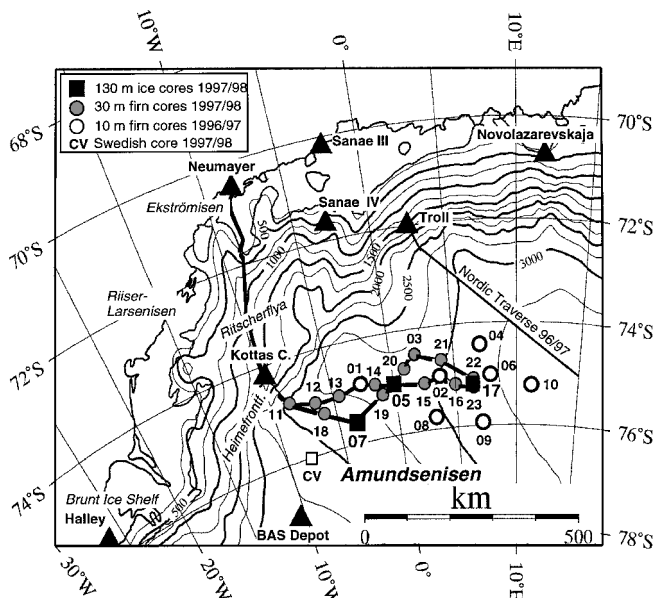 10°W
0°
10°E
130 m ice cores 1997/98
30 m firn cores 1997/98
10 m firn cores 1996/97
CV Swedish core 1997/98
68°S
70°S
Sanae III
Novolazarevskaja
Neumayer
Ekströmisen
Sanae IV
Troll
72°S
70°S
500
1000
1500
2000
2500
3000
Nordic Traverse 96/97
Riiser-
Larsenisen
Ritscherflya
74°S
Kottas C.
03
21
04
01
14
20
22
06
12
13
02
17
10
72°S
11
05
15
16
23
18
19
07
08
09
76°S
Heimefrontf.
CV
Amundsenisen
74°S
Brunt Ice Shelf
500
km
Halley
BAS Depot
0
500
78°S
30°W
20°W
10°W
0°
10°E